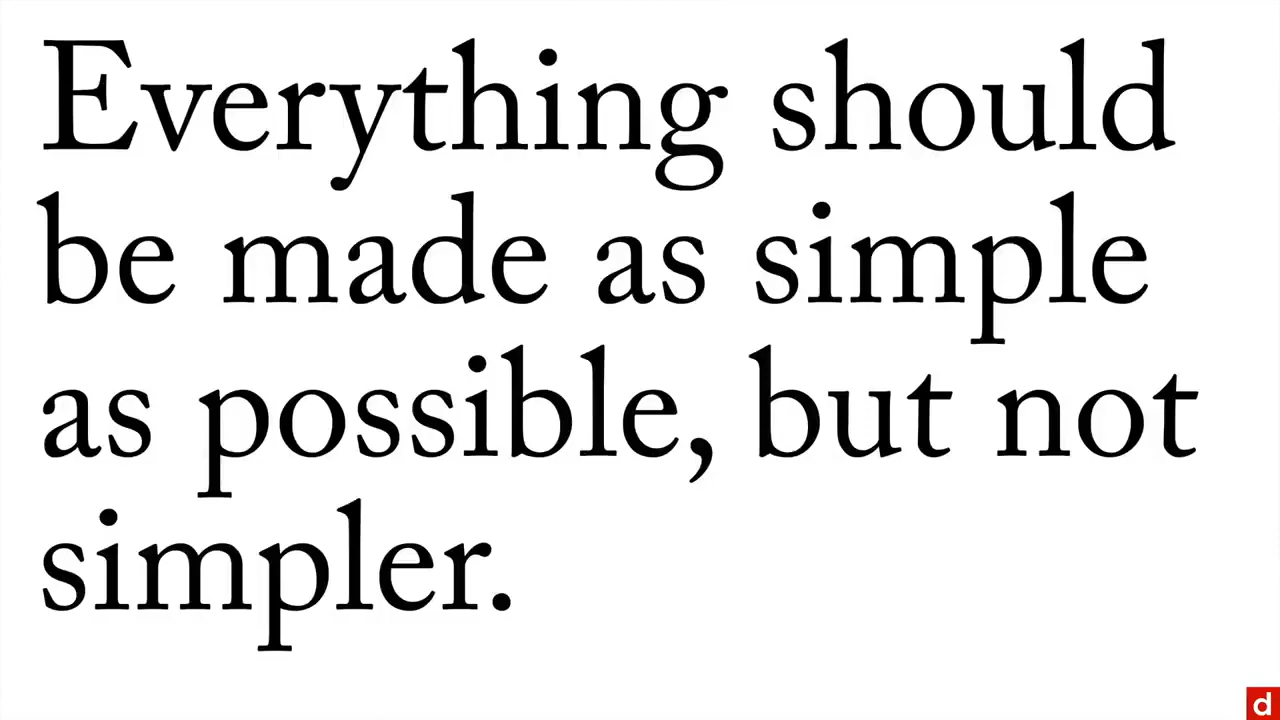 Everything should
be made as simple
as possible, but not
simpler.
d